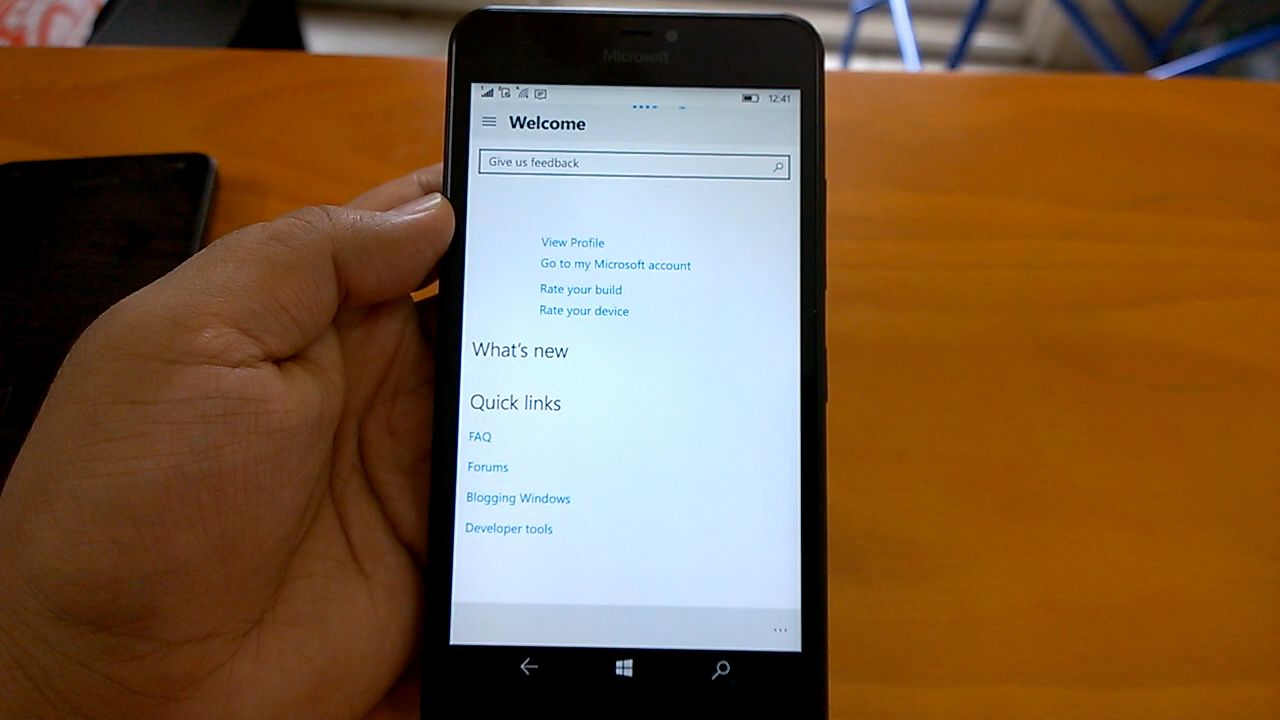 Microsoft
12:41
Welcome
Give us feedback
View Profile
Go to my Microsoft account
Rate your build
Rate your device
What's new
Quick links
FAQ
Forums
Blogging Windows
Developer tools